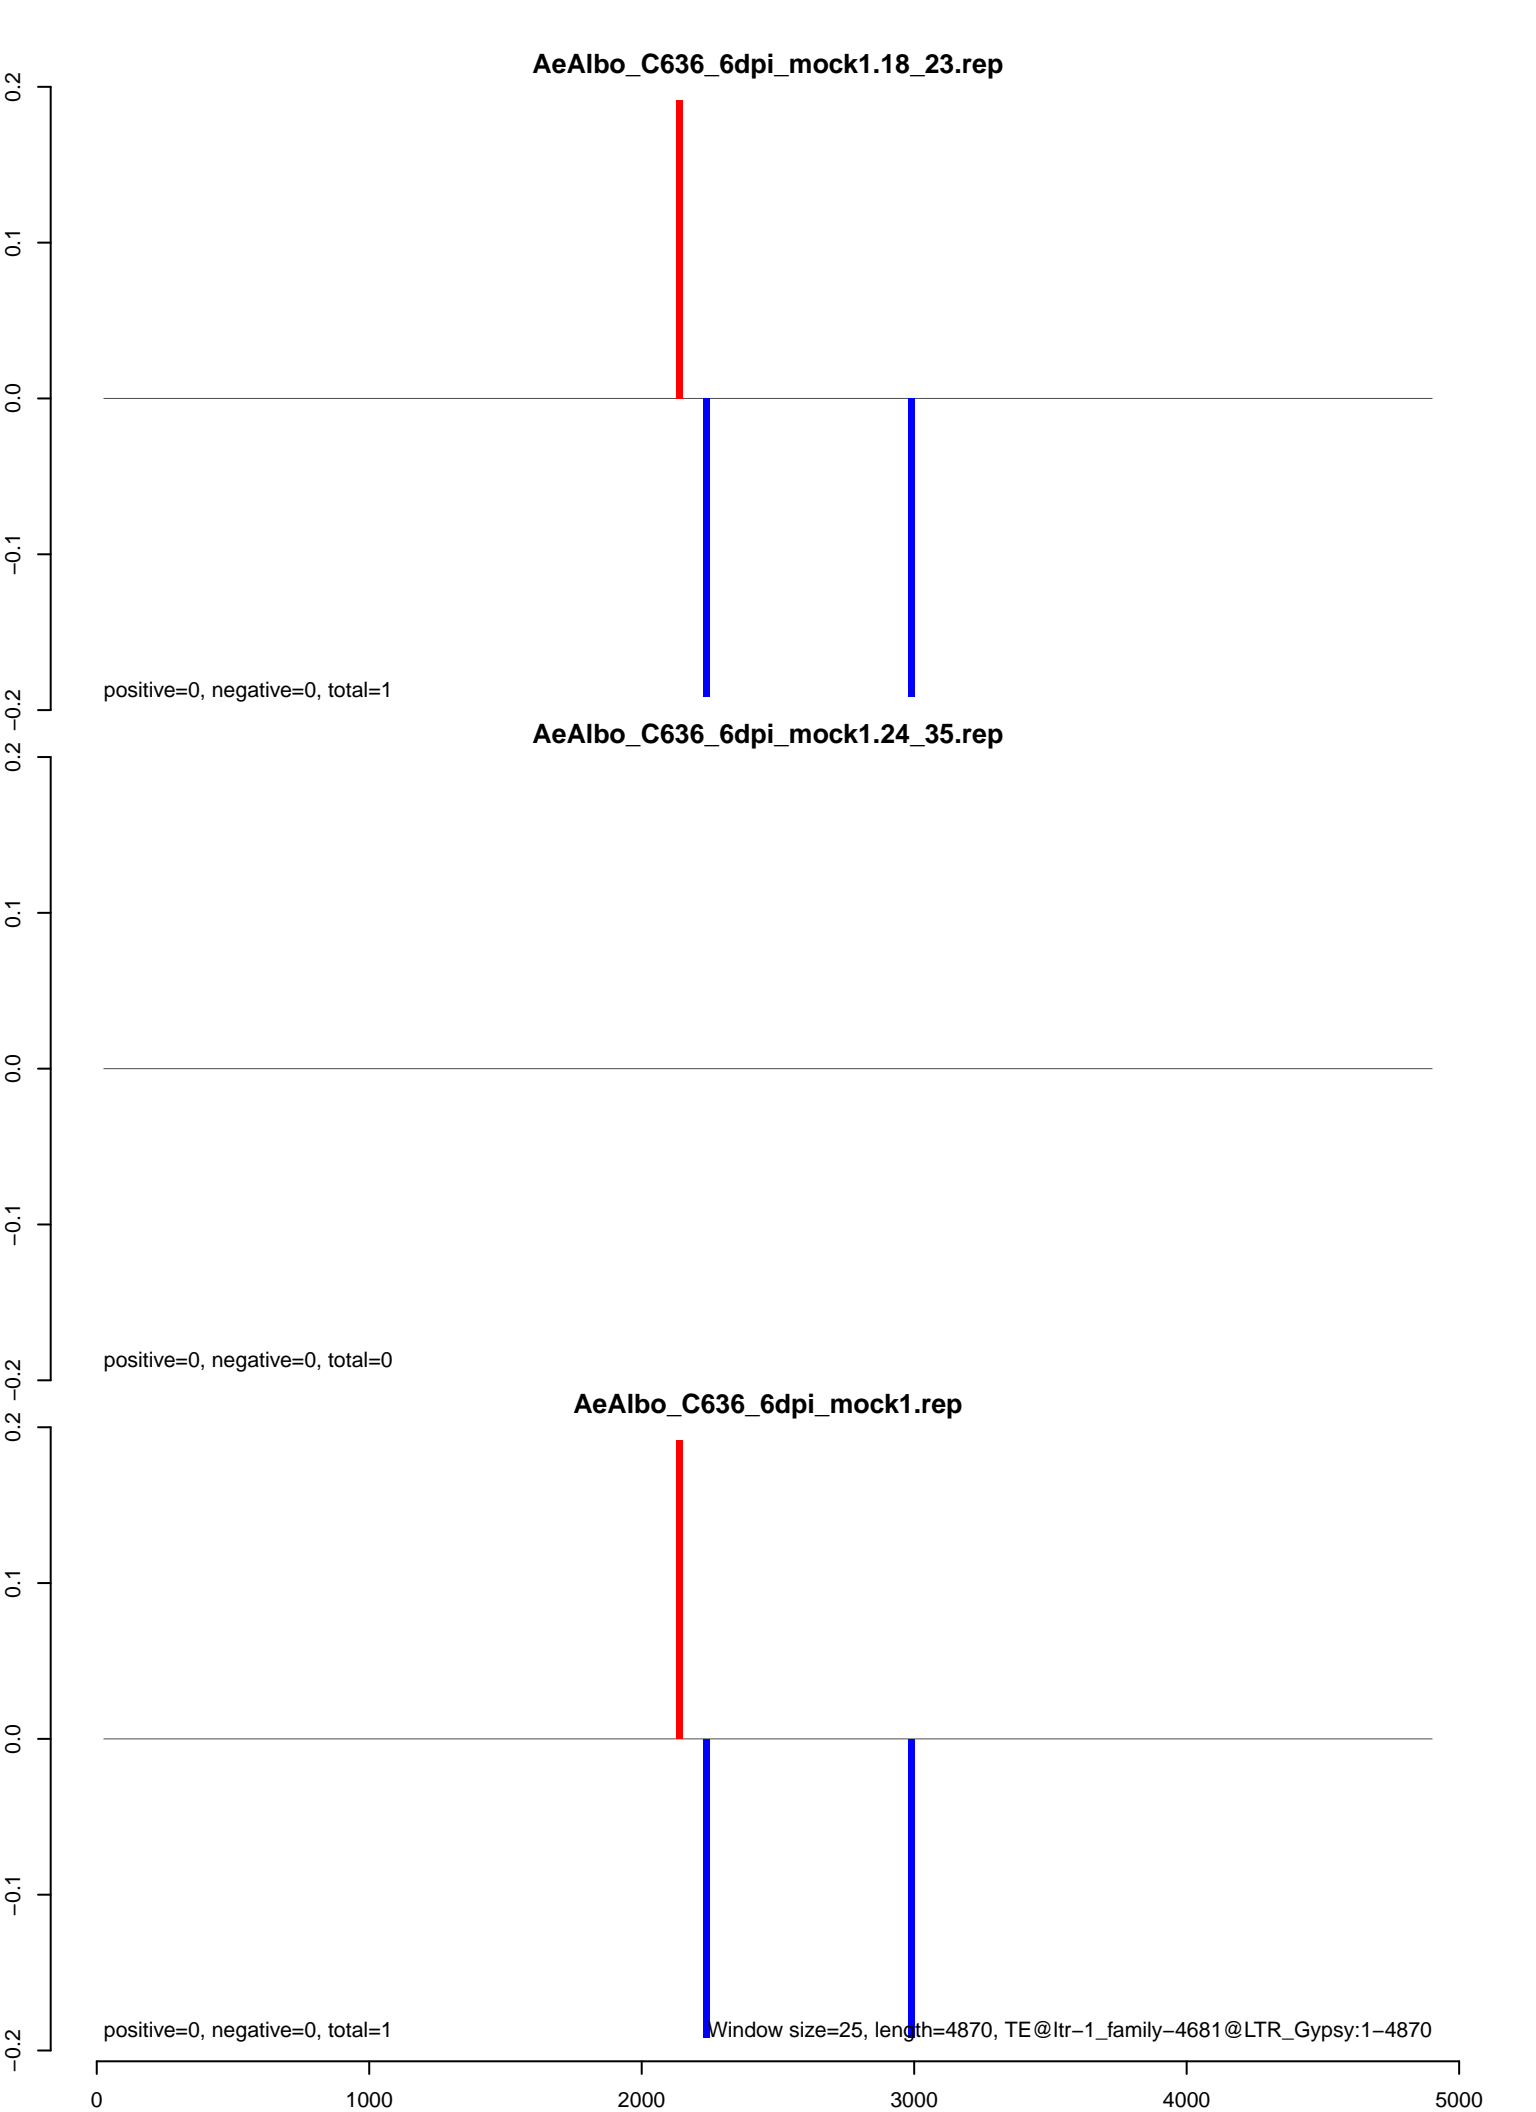 AeAlbo_C636_6dpi_mock1.18_23.rep
0.2
0.1
0.0
−0.1
−0.2
positive=0, negative=0, total=1
AeAlbo_C636_6dpi_mock1.24_35.rep
0.2
0.1
0.0
−0.1
−0.2
positive=0, negative=0, total=0
AeAlbo_C636_6dpi_mock1.rep
0.2
0.1
0.0
−0.1
−0.2
positive=0, negative=0, total=1
Window size=25, length=4870, TE@ltr−1_family−4681@LTR_Gypsy:1−4870
0 1000 2000 3000 4000 5000